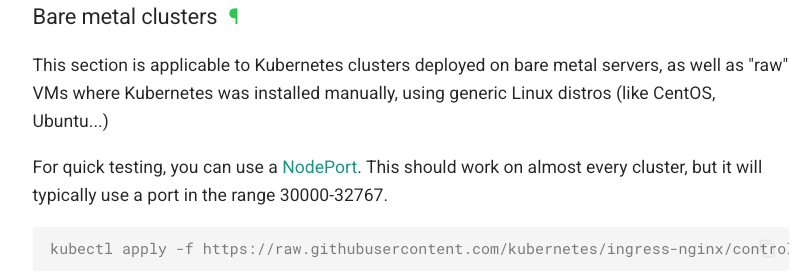 Bare metal clusters ¶
This section is applicable to Kubernetes clusters deployed on bare metal servers, as well as "raw"
VMs where Kubernetes was installed manually, using generic Linux distros (like CentOS,
Ubuntu...)
For quick testing, you can use a NodePort. This should work on almost every cluster, but it will
typically use a port in the range 30000-32767.
kubectl apply -f https://raw.githubusercontent.com/kubernetes/ingress-nginx/control